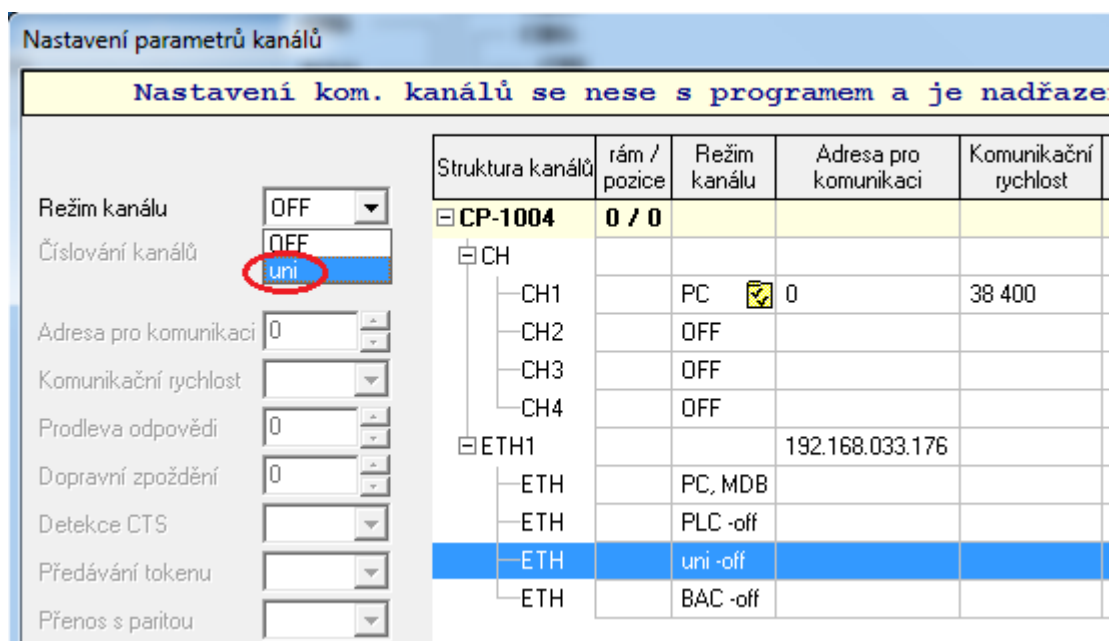 Nastavení parametrů kanálů
Nastavení kom. kanálů se nese s programem a je
Režim kanálu OFF
OFF
uni
Číslování kanálů
Adresa pro komunikaci 0
Komunikační rychlost
Prodleva odpovědi 0
Dopravní zpoždění 0
Detekce CTS
Předávání tokenu
Přenos s paritou
Struktura kanálů rám / pozice Režim kanálu Adresa pro komunikaci Komunikační rychlost
CP-1004 0 / 0
CH
CH1 PC 0 38 400
CH2 OFF
CH3 OFF
CH4 OFF
ETH1 192.168.033.176
ETH PC, MDB
ETH PLC -off
ETH uni -off
ETH BAC -off